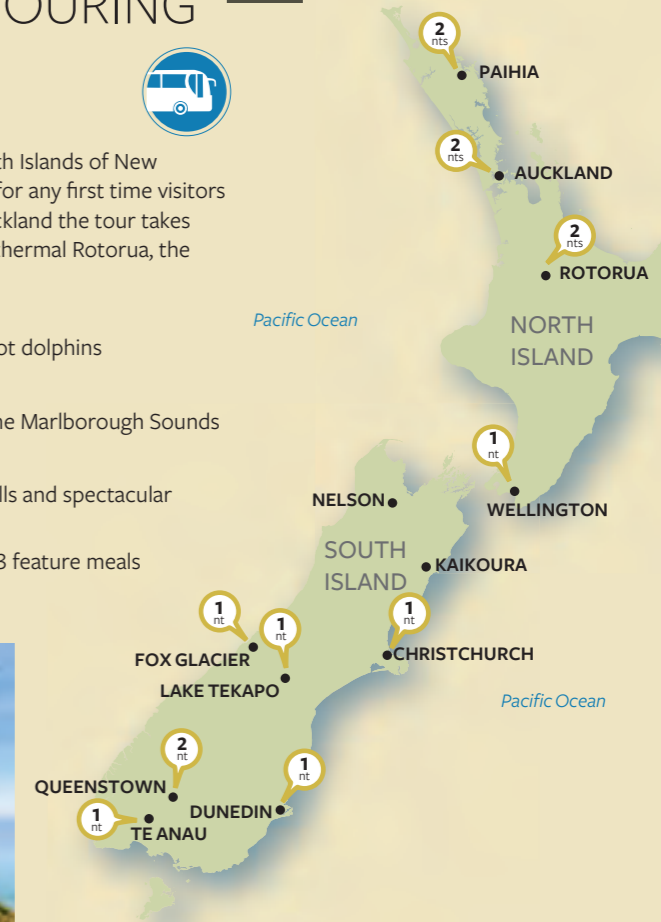 OURING
th Islands of New
for any first time visitors
ckland the tour takes
thermal Rotorua, the
ot dolphins
he Marlborough Sounds
lls and spectacular
3 feature meals
2
nts
PAIHIA
2
nts
AUCKLAND
2
nts
ROTORUA
Pacific Ocean
NORTH
ISLAND
1
nt
WELLINGTON
NELSON
SOUTH
ISLAND
KAIKOURA
1
nt
FOX GLACIER
1
nt
LAKE TEKAPO
1
nt
CHRISTCHURCH
Pacific Ocean
2
nt
QUEENSTOWN
1
nt
DUNEDIN
1
nt
TE ANAU